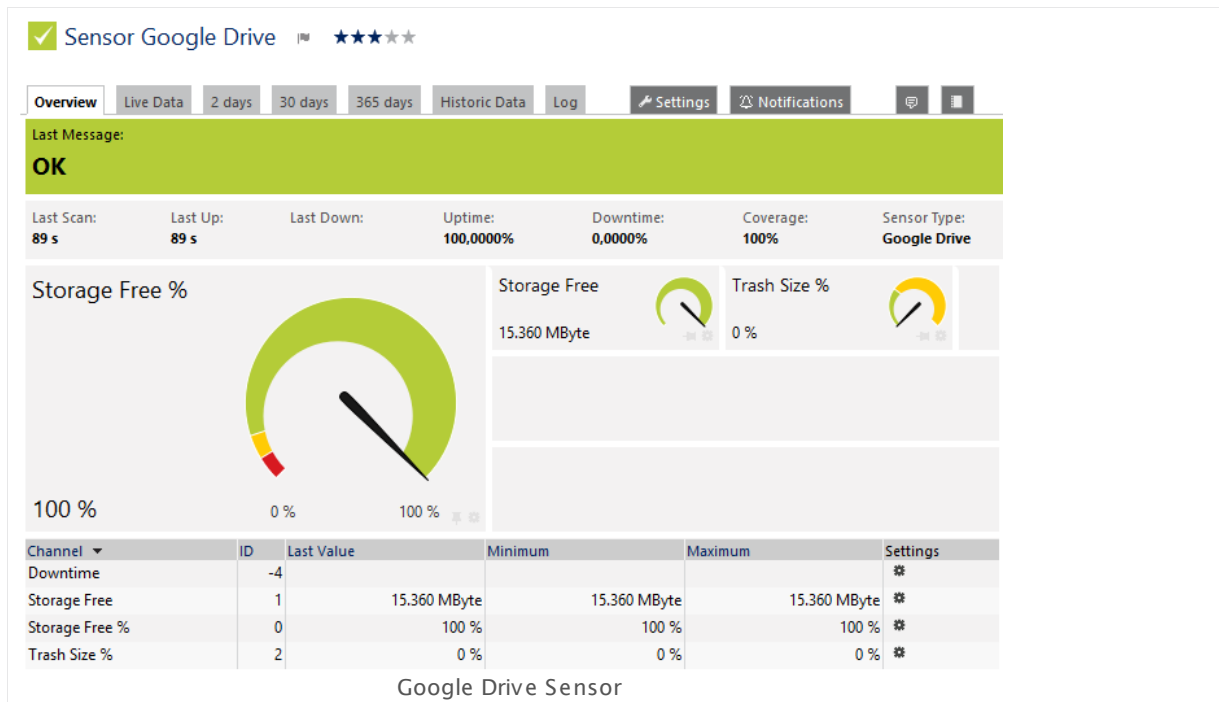 Sensor Google Drive
Overview Live Data 2 days 30 days 365 days Historic Data Log Settings Notifications
Last Message:
OK
Last Scan: Last Up: Last Down: Uptime: Downtime: Coverage: Sensor Type:
89 s 89 s 100,0000% 0,0000% 100% Google Drive
Storage Free %
100 %
0 % 100 %
Storage Free
15.360 MByte
Trash Size %
0 %
Channel ID Last Value Minimum Maximum Settings
Downtime -4
Storage Free 1 15.360 MByte 15.360 MByte 15.360 MByte
Storage Free % 0 100 % 100 % 100 %
Trash Size % 2 0 % 0 % 0 %
Google Drive Sensor